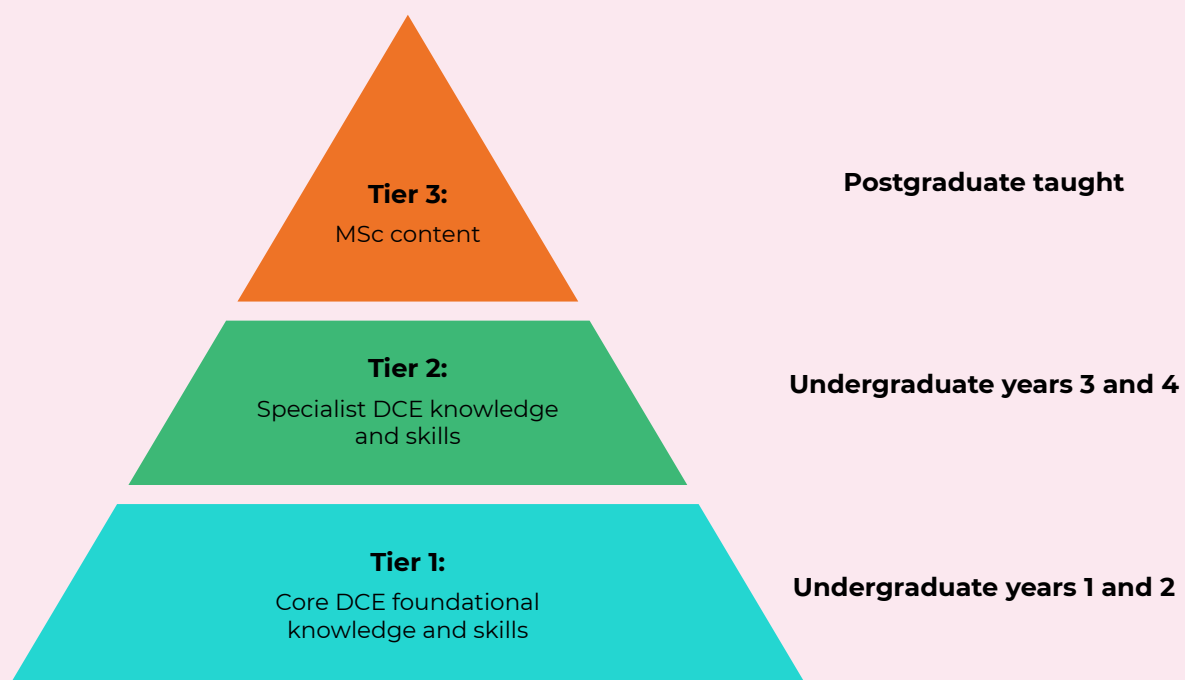 Tier 3:
MSc content
Postgraduate taught
Tier 2:
Specialist DCE knowledge
and skills
Undergraduate years 3 and 4
Tier 1:
Core DCE foundational
knowledge and skills
Undergraduate years 1 and 2